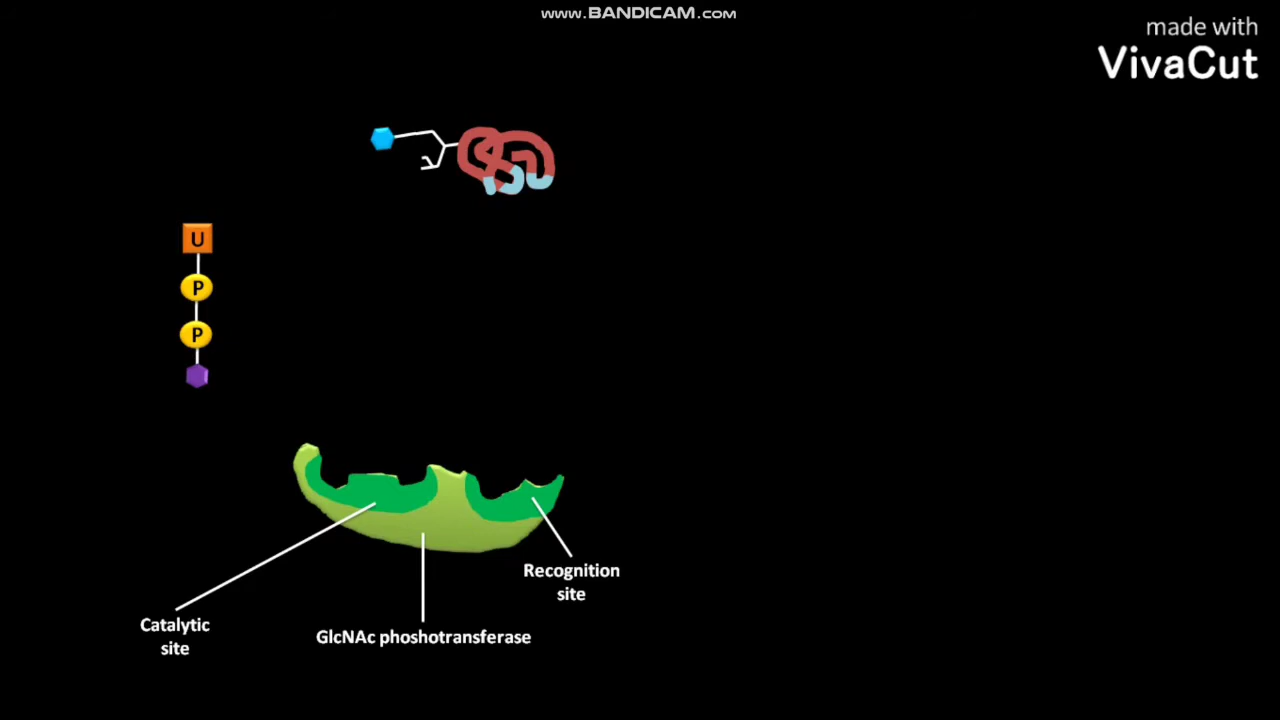 www.BANDICAM.com
made with
VivaCut
U
P
P
Recognition
site
Catalytic
site
GlcNAc phoshotransferase